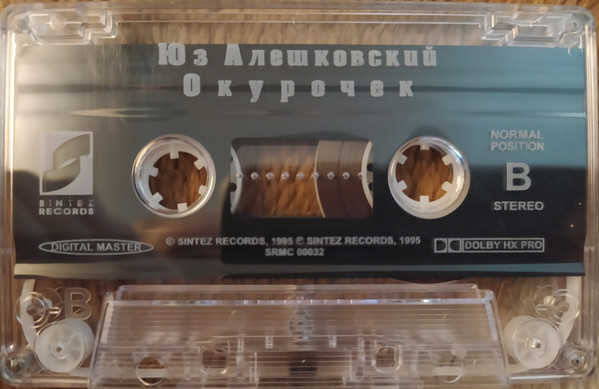 Юз Алешковский
Окурочек
SINTEZ
RECORDS
NORMAL
POSITION
B
STEREO
DIGITAL MASTER
© SINTEZ RECORDS, 1995 ℗ SINTEZ RECORDS, 1995
SRMC 00032
DOLBY HX PRO
B